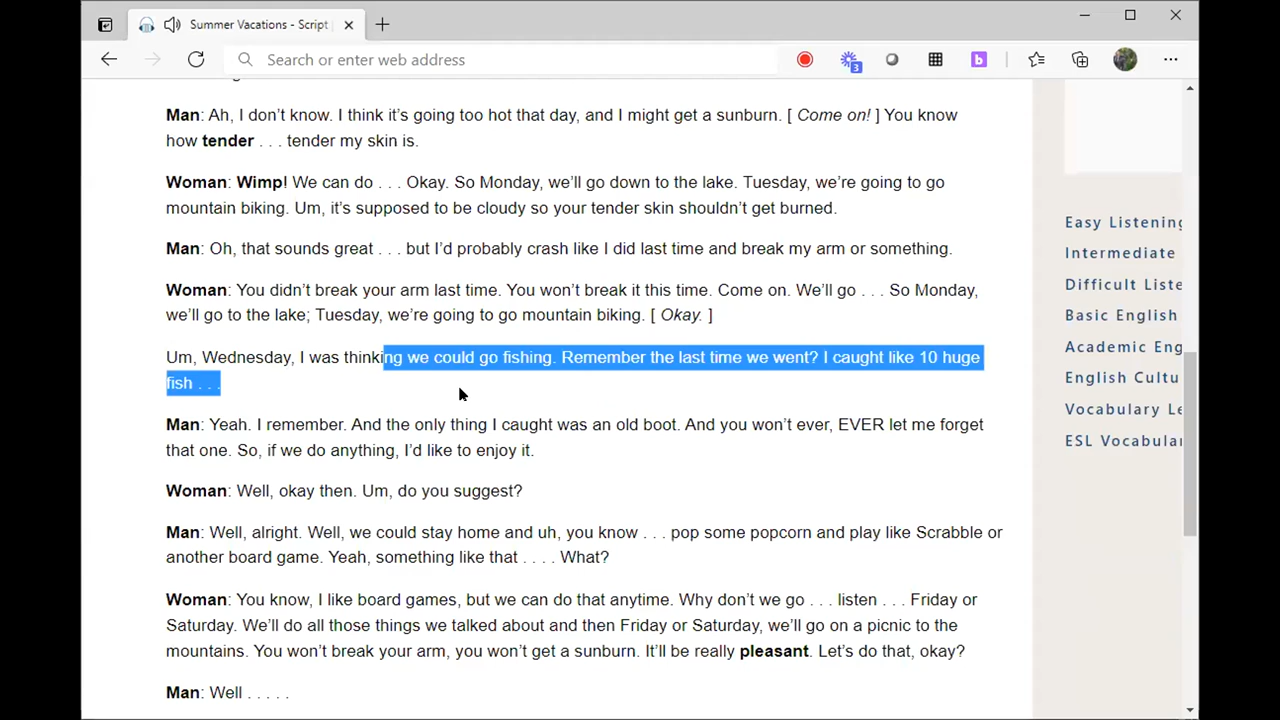 Summer Vacations - Script
Search or enter web address
3
b
Man: Ah, I don’t know. I think it’s going too hot that day, and I might get a sunburn. [ Come on! ] You know
how tender . . . tender my skin is.
Woman: Wimp! We can do . . . Okay. So Monday, we’ll go down to the lake. Tuesday, we’re going to go
mountain biking. Um, it’s supposed to be cloudy so your tender skin shouldn’t get burned.
Man: Oh, that sounds great . . . but I’d probably crash like I did last time and break my arm or something.
Woman: You didn’t break your arm last time. You won’t break it this time. Come on. We’ll go . . . So Monday,
we’ll go to the lake; Tuesday, we’re going to go mountain biking. [ Okay. ]
Um, Wednesday, I was thinking we could go fishing. Remember the last time we went? I caught like 10 huge
fish . . .
Man: Yeah. I remember. And the only thing I caught was an old boot. And you won’t ever, EVER let me forget
that one. So, if we do anything, I’d like to enjoy it.
Woman: Well, okay then. Um, do you suggest?
Man: Well, alright. Well, we could stay home and uh, you know . . . pop some popcorn and play like Scrabble or
another board game. Yeah, something like that . . . . What?
Woman: You know, I like board games, but we can do that anytime. Why don’t we go . . . listen . . . Friday or
Saturday. We’ll do all those things we talked about and then Friday or Saturday, we’ll go on a picnic to the
mountains. You won’t break your arm, you won’t get a sunburn. It’ll be really pleasant. Let’s do that, okay?
Man: Well . . . . .
Easy Listening
Intermediate
Difficult Liste
Basic English
Academic Eng
English Cultu
Vocabulary Le
ESL Vocabular